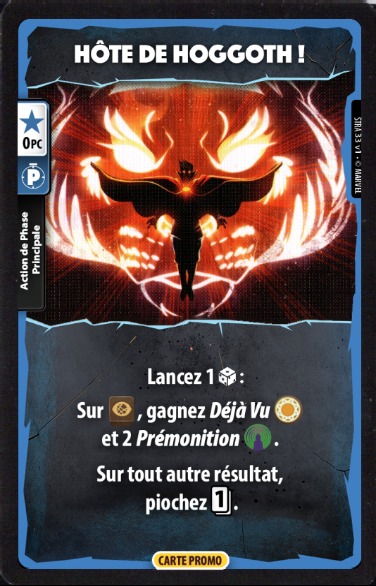 HÔTE DE HOGGOTH !
0PC
P
Action de Phase
Principale
STRA 33 v1 - © MARVEL
Lancez 1 :
Sur , gagnez Déjà Vu
et 2 Prémonition .
Sur tout autre résultat,
piochez 1 .
CARTE PROMO